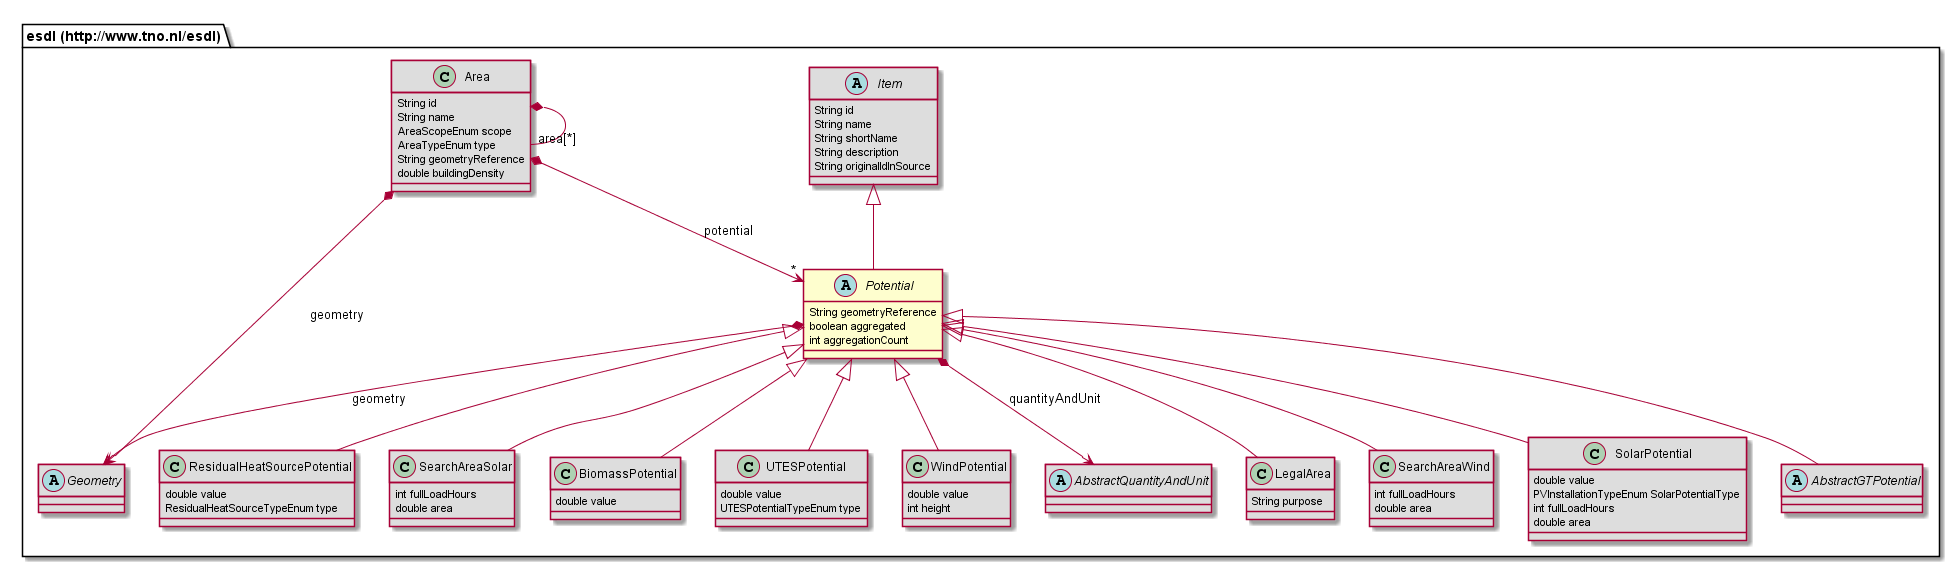 esdl (http://www.tno.nl/esdl)
C Area
String id
String name
AreaScopeEnum scope
AreaTypeEnum type
String geometryReference
double buildingDensity
area[*]
A Item
String id
String name
String shortName
String description
String originalIdInSource
potential
*
A Potential
String geometryReference
boolean aggregated
int aggregationCount
geometry
geometry
quantityAndUnit
A Geometry
C ResidualHeatSourcePotential
double value
ResidualHeatSourceTypeEnum type
C SearchAreaSolar
int fullLoadHours
double area
C BiomassPotential
double value
C UTESPotential
double value
UTESPotentialTypeEnum type
C WindPotential
double value
int height
A AbstractQuantityAndUnit
C LegalArea
String purpose
C SearchAreaWind
int fullLoadHours
double area
C SolarPotential
double value
PVInstallationTypeEnum SolarPotentialType
int fullLoadHours
double area
A AbstractGTPotential